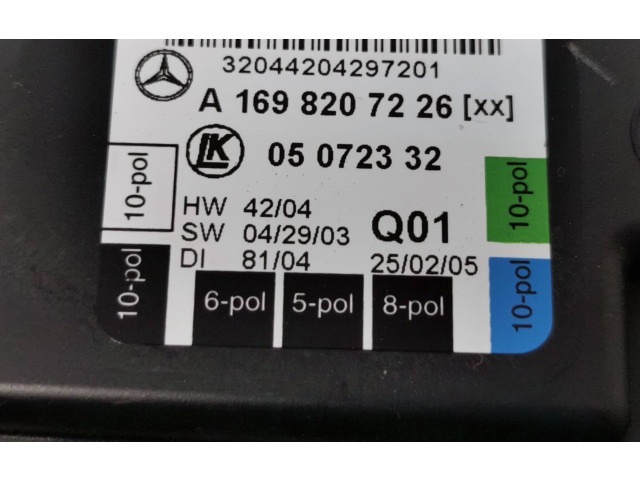 32044204297201
A 169 820 72 26 [xx]
LK 05 0723 32
10-pol
10-pol
HW 42/04
SW 04/29/03 Q01
DI 81/04 25/02/05
10-pol
6-pol 5-pol 8-pol
10-pol